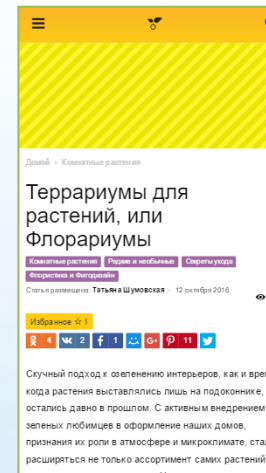 Домой » Комнатные растения
Террариумы для
растений, или
Флорариумы
Комнатные растения Редкие и необычные Секреты ухода
Флористика и Фитодизайн
Статья размещена: Татьяна Шумовская - 12 октября 2016
Избранное ☆ 1
4 2 1 11
Скучный подход к озеленению интерьеров, как и вре
когда растения выставлялись лишь на подоконнике,
остались давно в прошлом. С активным внедрением
зеленых любимцев в оформление наших домов,
признания их роли в атмосфере и микроклимате, ста
расширяться не только ассортимент самих растений